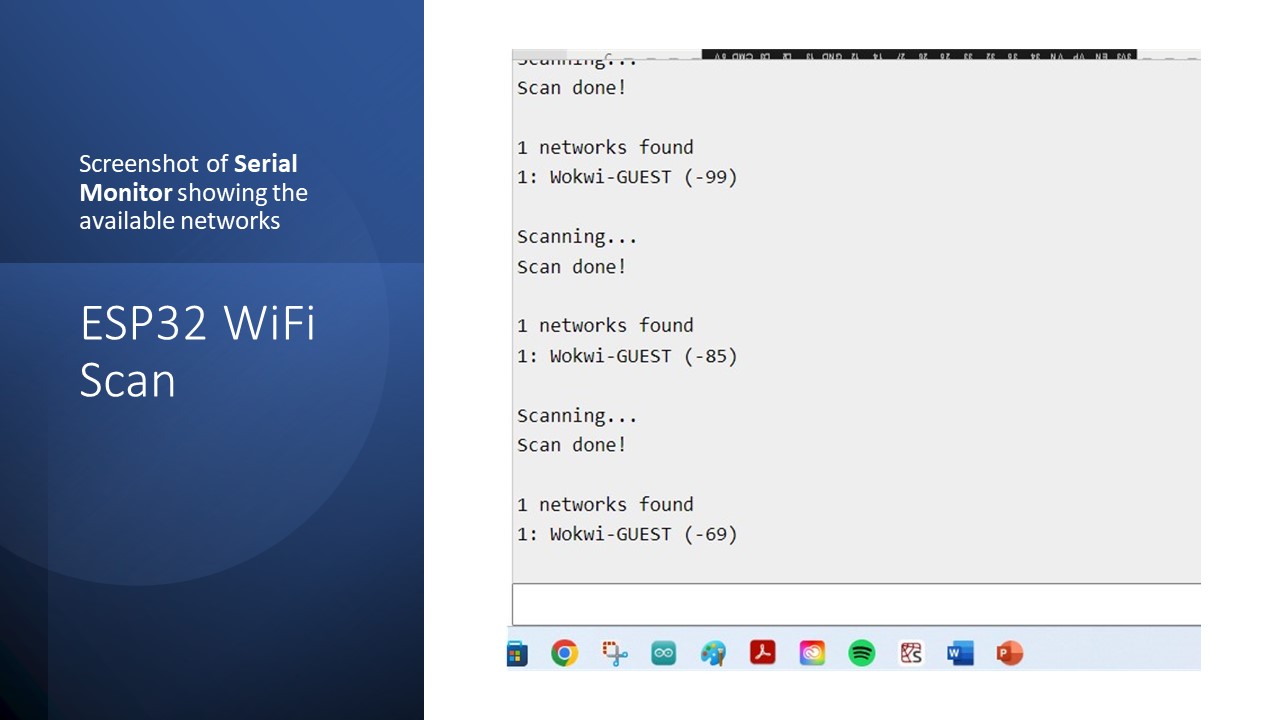 Screenshot of Serial
Monitor showing the
available networks
ESP32 WiFi
Scan
Scanning...
Scan done!
1 networks found
1: Wokwi-GUEST (-99)
Scanning...
Scan done!
1 networks found
1: Wokwi-GUEST (-85)
Scanning...
Scan done!
1 networks found
1: Wokwi-GUEST (-69)